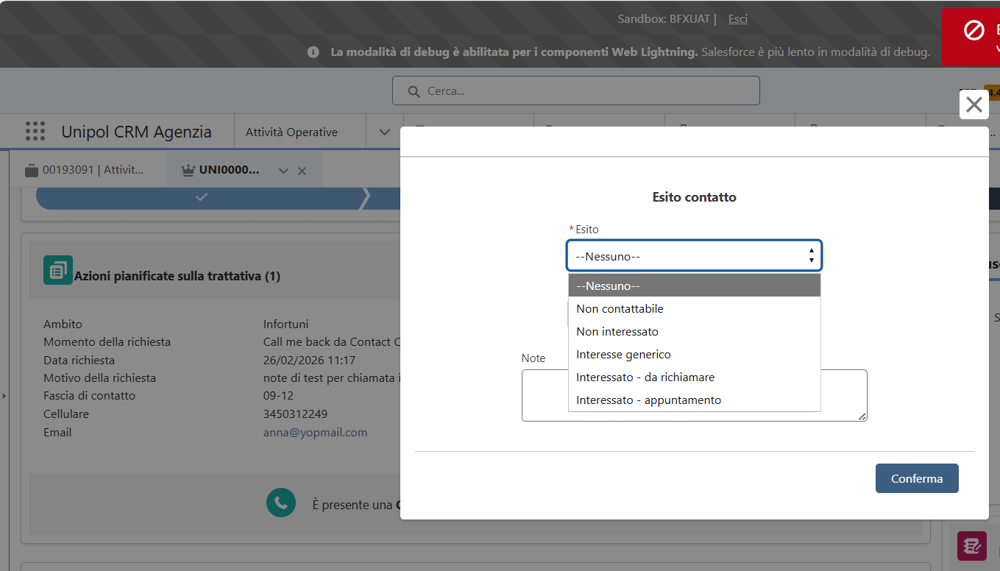 Sandbox: BFXUAT | Esci
La modalità di debug è abilitata per i componenti Web Lightning. Salesforce è più lento in modalità di debug.
Cerca...
Unipol CRM Agenzia
Attività Operative
00193091 | Attivit...
UNI0000...
Esito contatto
* Esito
--Nessuno--
--Nessuno--
Non contattabile
Non interessato
Interesse generico
Interessato - da richiamare
Interessato - appuntamento
Note
Conferma
Azioni pianificate sulla trattativa (1)
Ambito Infortuni
Momento della richiesta Call me back da Contact C
Data richiesta 26/02/2026 11:17
Motivo della richiesta note di test per chiamata i
Fascia di contatto 09-12
Cellulare 3450312249
Email anna@yopmail.com
È presente una